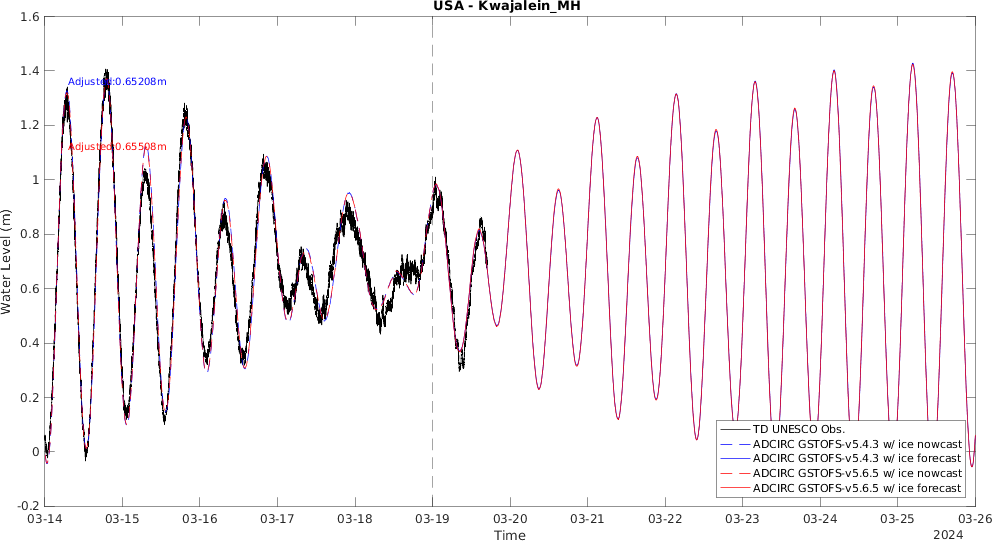 USA - Kwajalein_MH
1.6
1.4
1.2
1
0.8
0.6
0.4
0.2
0
-0.2
Water Level (m)
Adjusted:0.65208m
Adjusted:0.65508m
TD UNESCO Obs.
ADCIRC GSTOFS-v5.4.3 w/ ice nowcast
ADCIRC GSTOFS-v5.4.3 w/ ice forecast
ADCIRC GSTOFS-v5.6.5 w/ ice nowcast
ADCIRC GSTOFS-v5.6.5 w/ ice forecast
03-14 03-15 03-16 03-17 03-18 03-19 03-20 03-21 03-22 03-23 03-24 03-25 03-26
Time
2024